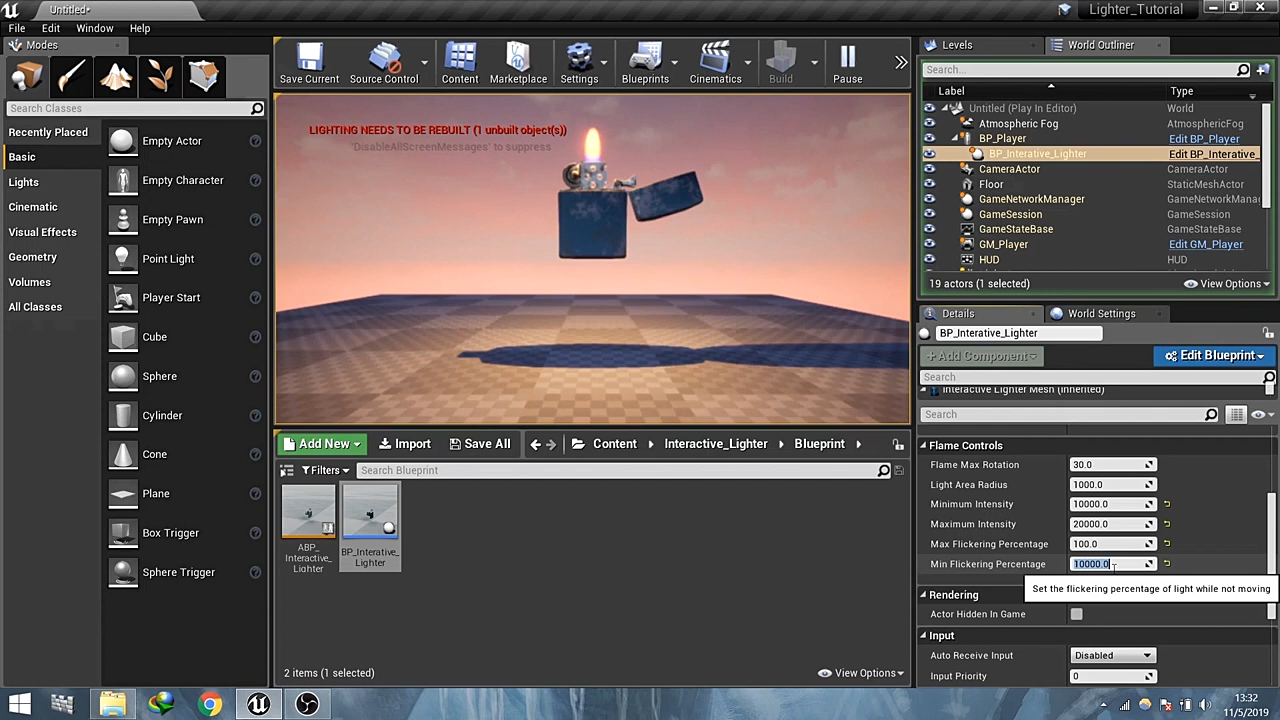 Untitled*
Lighter_Tutorial
File Edit Window Help
Modes
Search Classes
Recently Placed
Basic
Lights
Cinematic
Visual Effects
Geometry
Volumes
All Classes
Empty Actor
Empty Character
Empty Pawn
Point Light
Player Start
Cube
Sphere
Cylinder
Cone
Plane
Box Trigger
Sphere Trigger
Save Current
Source Control
Content
Marketplace
Settings
Blueprints
Cinematics
Build
Pause
LIGHTING NEEDS TO BE REBUILT (1 unbuilt object(s))
'DisableAllScreenMessages' to suppress
Add New
Import
Save All
Content
Interactive_Lighter
Blueprint
Filters
Search Blueprint
ABP_
Interactive_
Lighter
BP_Interative_
Lighter
2 items (1 selected)
View Options
Levels
World Outliner
Search...
Label Type
Untitled (Play In Editor) World
Atmospheric Fog AtmosphericFog
BP_Player Edit BP_Player
BP_Interative_Lighter Edit BP_Interative_
CameraActor CameraActor
Floor StaticMeshActor
GameNetworkManager GameNetworkMana
GameSession GameSession
GameStateBase GameStateBase
GM_Player Edit GM_Player
HUD HUD
19 actors (1 selected)
View Options
Details
World Settings
BP_Interative_Lighter
Add Component
Edit Blueprint
Search
Interactive Lighter Mesh (Inherited)
Search
Flame Controls
Flame Max Rotation 30.0
Light Area Radius 1000.0
Minimum Intensity 10000.0
Maximum Intensity 20000.0
Max Flickering Percentage 100.0
Min Flickering Percentage 10000.0
Set the flickering percentage of light while not moving
Rendering
Actor Hidden In Game
Input
Auto Receive Input Disabled
Input Priority 0
13:32
11/5/2019